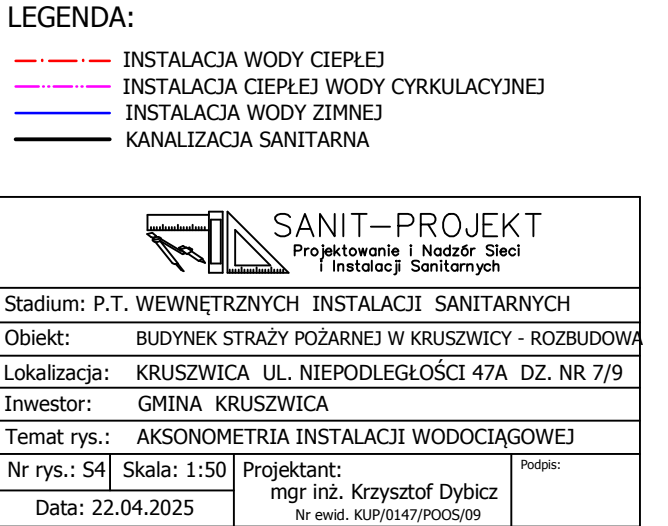 LEGENDA:
INSTALACJA WODY CIEPŁEJ
INSTALACJA CIEPŁEJ WODY CYRKULACYJNEJ
INSTALACJA WODY ZIMNEJ
KANALIZACJA SANITARNA
SANIT-PROJEKT
Projektowanie i Nadzór Sieci
i Instalacji Sanitarnych
Stadium: P.T. WEWNĘTRZNYCH INSTALACJI SANITARNYCH
Obiekt: BUDYNEK STRAŻY POŻARNEJ W KRUSZWICY - ROZBUDOWA
Lokalizacja: KRUSZWICA UL. NIEPODLEGŁOŚCI 47A DZ. NR 7/9
Inwestor: GMINA KRUSZWICA
Temat rys.: AKSONOMETRIA INSTALACJI WODOCIĄGOWEJ
Nr rys.: S4 Skala: 1:50 Projektant: Podpis:
mgr inż. Krzysztof Dybicz
Data: 22.04.2025 Nr ewid. KUP/0147/POOS/09